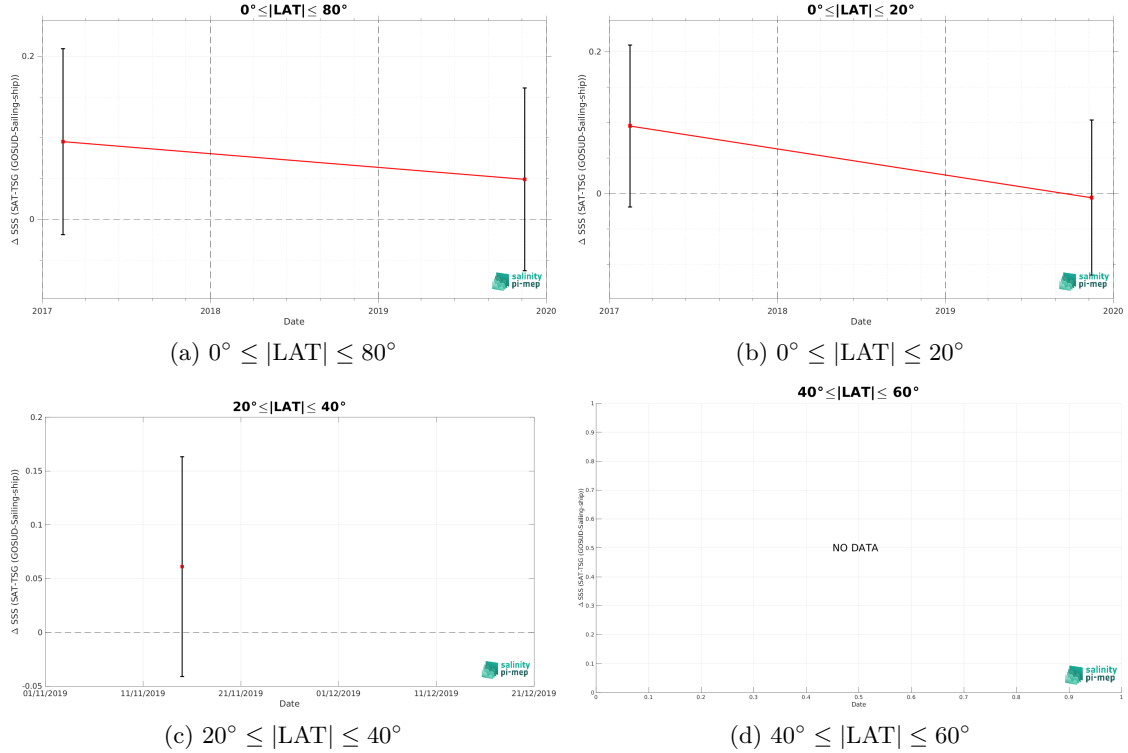 0°≤|LAT|≤ 80°
Δ SSS (SAT-TSG (GOSUD-Sailing-ship))
0.2
0
2017 2018 2019 2020
Date
salinity
pi-mep
(a) 0° ≤ |LAT| ≤ 80°
0°≤|LAT|≤ 20°
Δ SSS (SAT-TSG (GOSUD-Sailing-ship))
0.2
0
2017 2018 2019 2020
Date
salinity
pi-mep
(b) 0° ≤ |LAT| ≤ 20°
20°≤|LAT|≤ 40°
Δ SSS (SAT-TSG (GOSUD-Sailing-ship))
0.2
0.15
0.1
0.05
0
-0.05
01/11/2019 11/11/2019 21/11/2019 01/12/2019 11/12/2019 21/12/2019
Date
salinity
pi-mep
(c) 20° ≤ |LAT| ≤ 40°
40°≤|LAT|≤ 60°
Δ SSS (SAT-TSG (GOSUD-Sailing-ship))
1
0.9
0.8
0.7
0.6
0.5
0.4
0.3
0.2
0.1
0
NO DATA
0 0.1 0.2 0.3 0.4 0.5 0.6 0.7 0.8 0.9 1
Date
salinity
pi-mep
(d) 40° ≤ |LAT| ≤ 60°